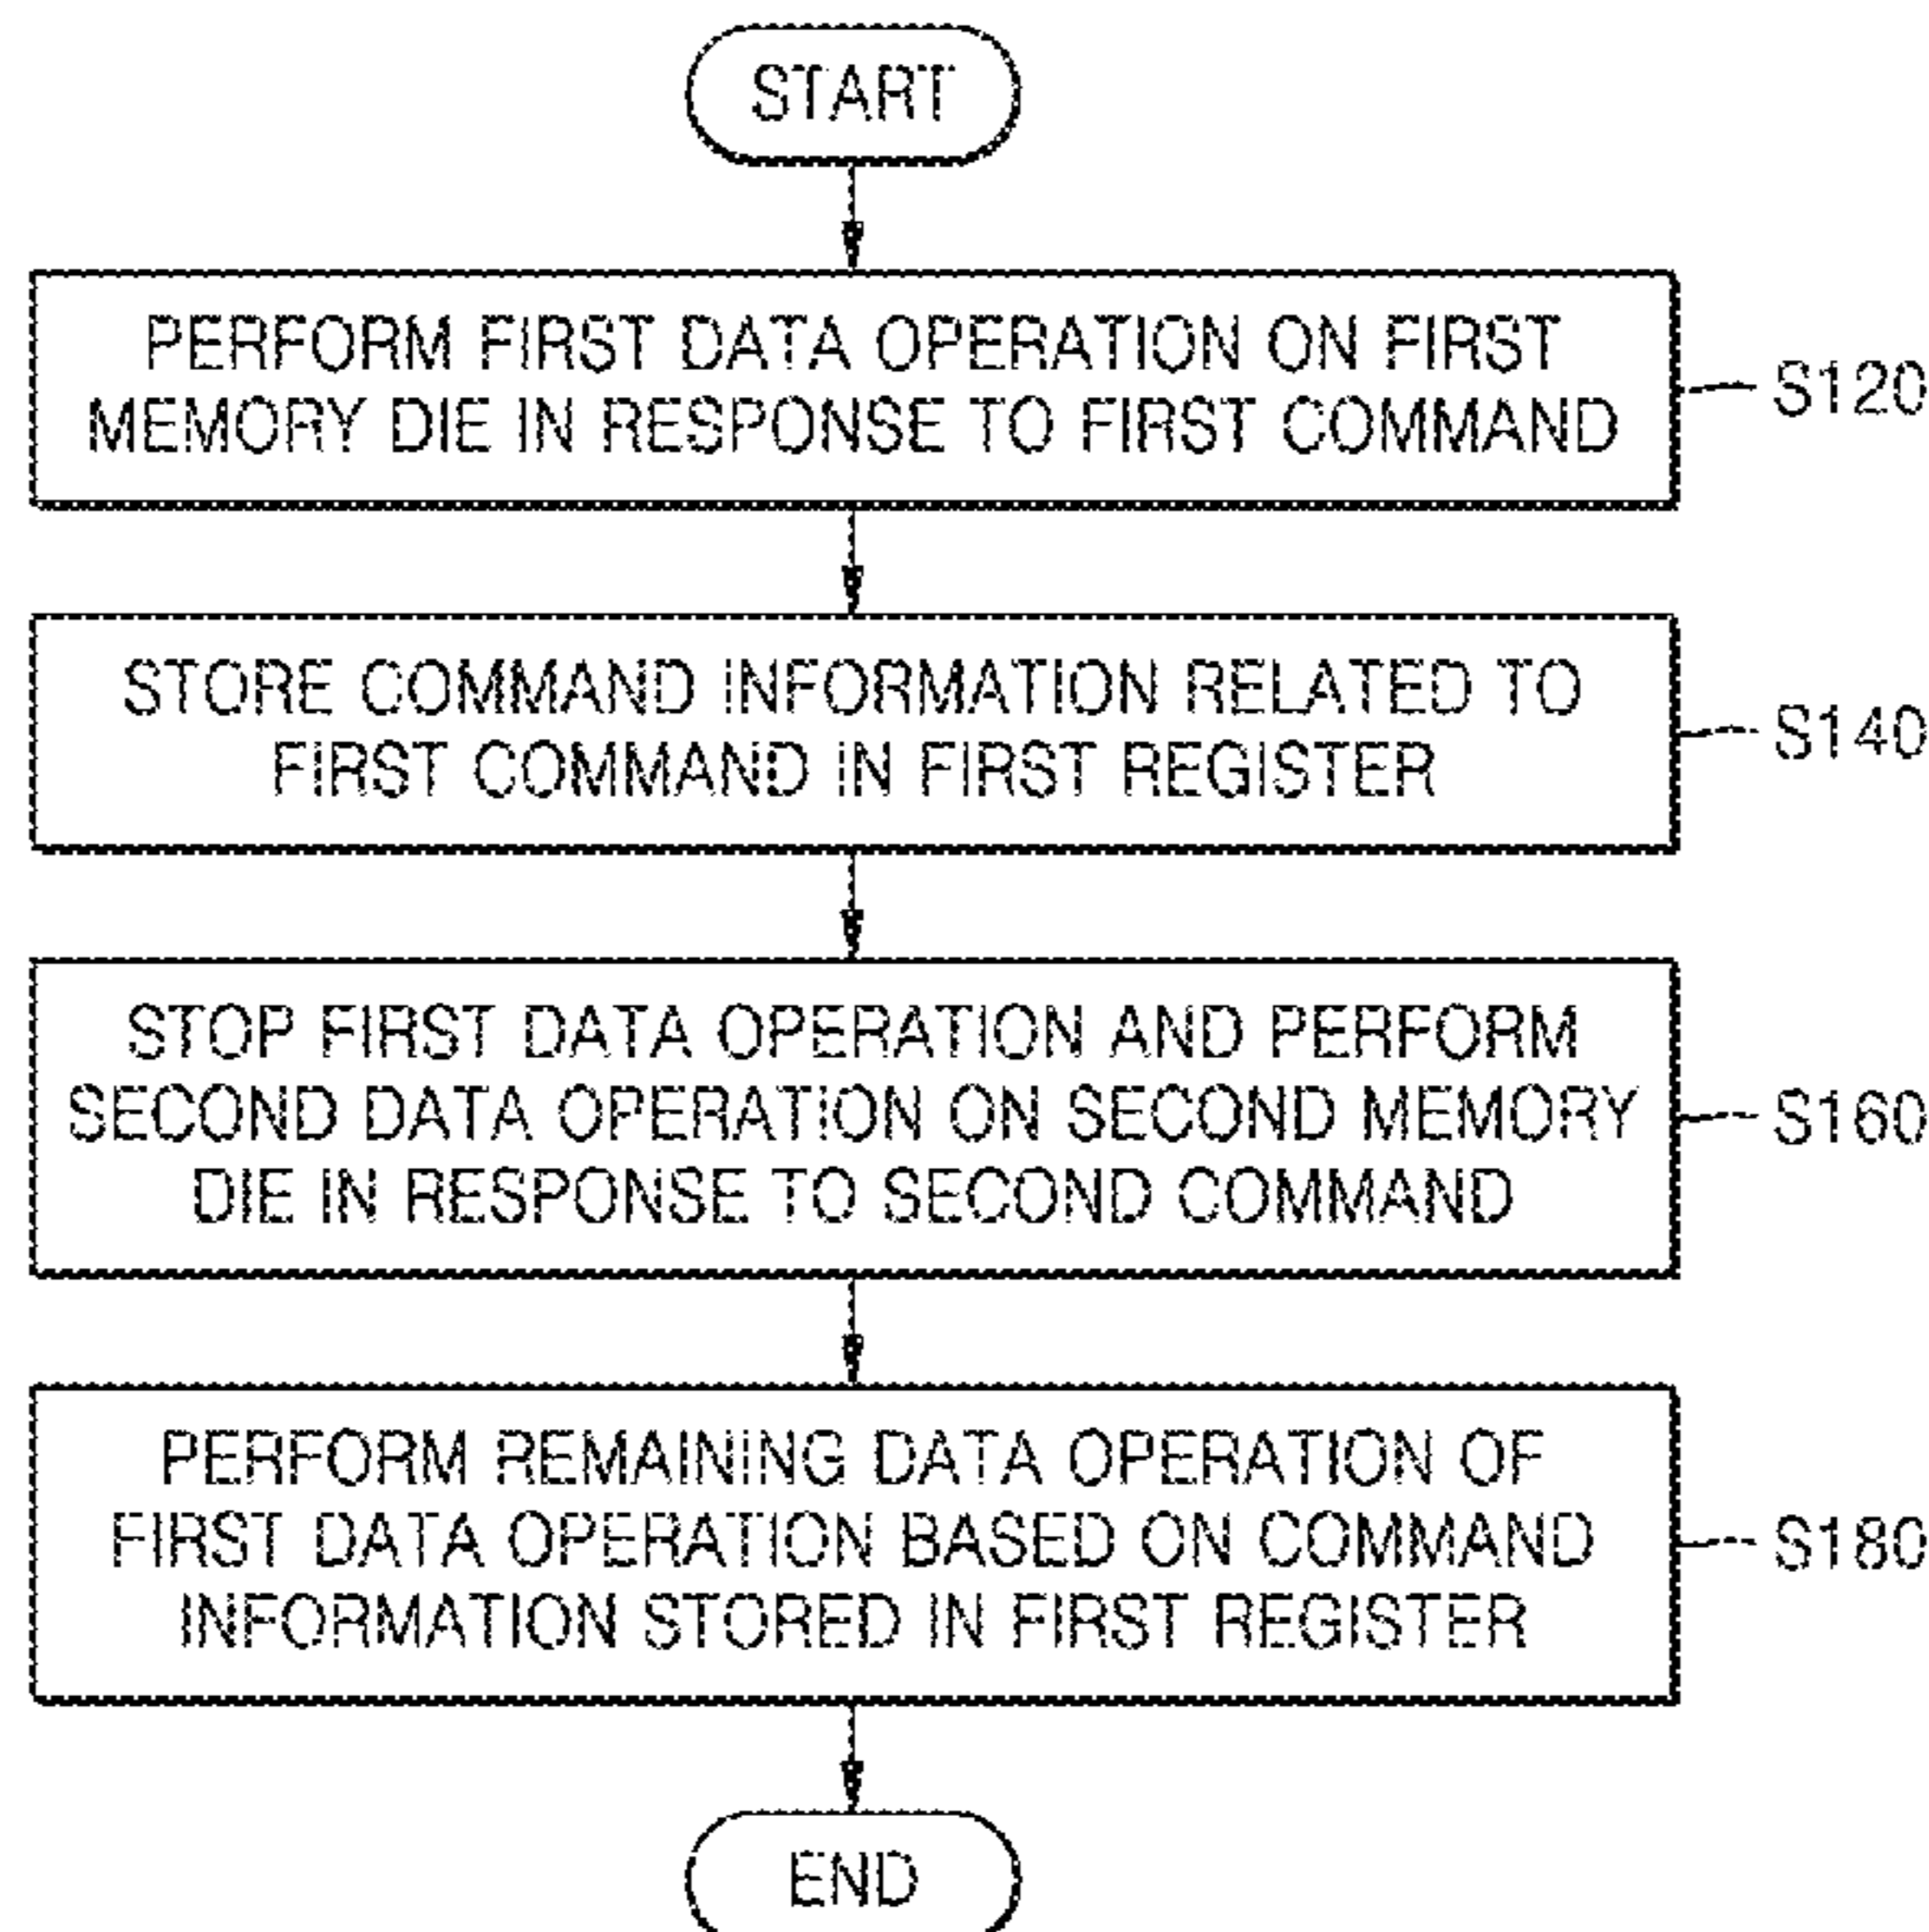 START
PERFORM FIRST DATA OPERATION ON FIRST
MEMORY DIE IN RESPONSE TO FIRST COMMAND
S120
STORE COMMAND INFORMATION RELATED TO
FIRST COMMAND IN FIRST REGISTER
S140
STOP FIRST DATA OPERATION AND PERFORM
SECOND DATA OPERATION ON SECOND MEMORY
DIE IN RESPONSE TO SECOND COMMAND
S160
PERFORM REMAINING DATA OPERATION OF
FIRST DATA OPERATION BASED ON COMMAND
INFORMATION STORED IN FIRST REGISTER
S180
END